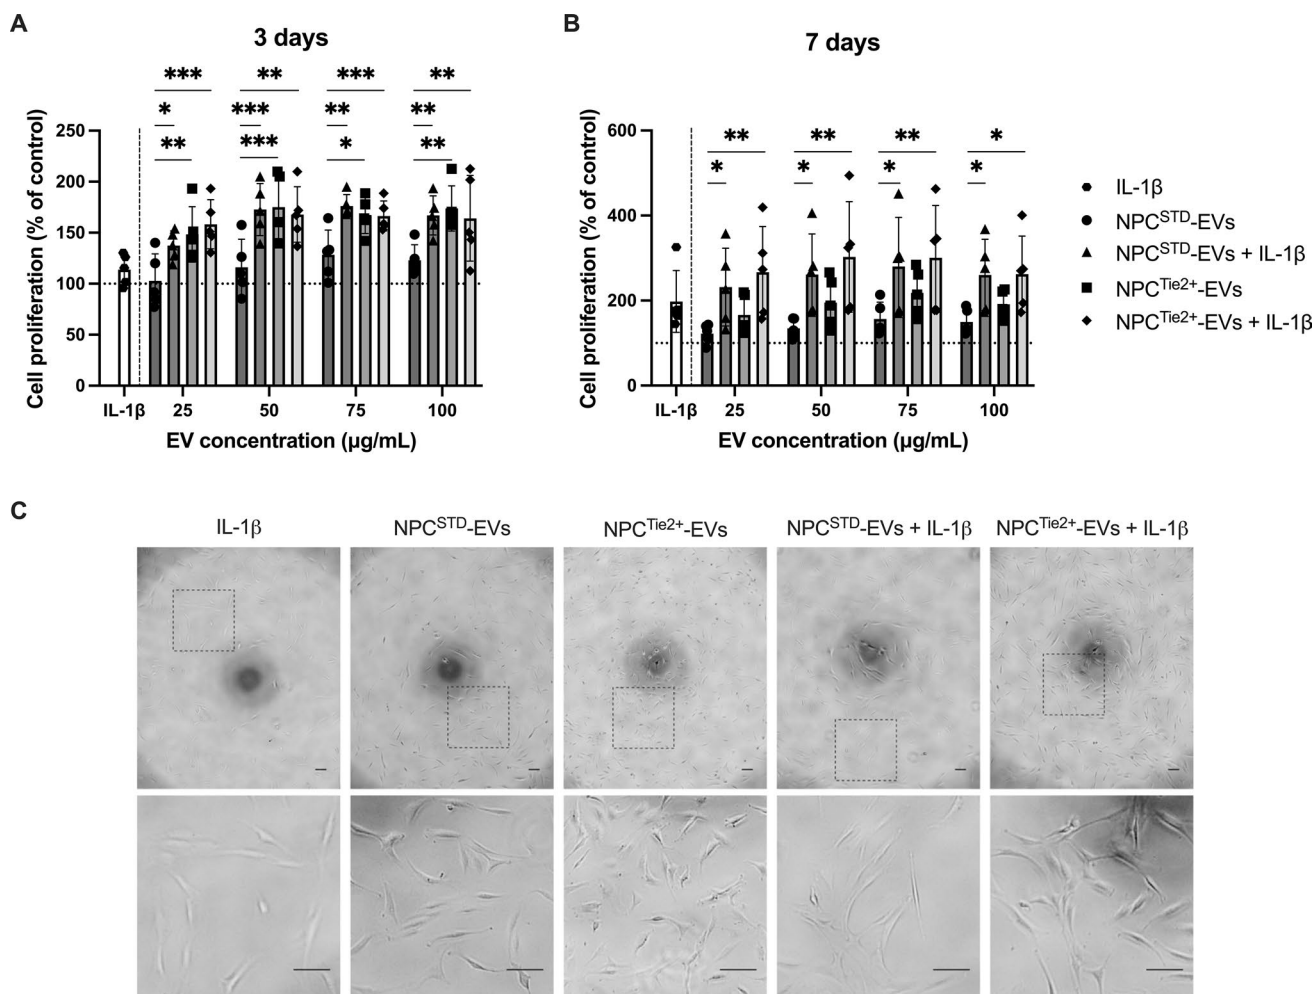 A
3 days
Cell proliferation (% of control)
250
200
150
100
50
0
*** ** *** **
* *** ** **
** *** * **
IL-1β 25 50 75 100
EV concentration (µg/mL)
B
7 days
Cell proliferation (% of control)
600
400
200
0
** ** ** *
* * * *
IL-1β 25 50 75 100
EV concentration (µg/mL)
IL-1β
NPCSTD-EVs
NPCSTD-EVs + IL-1β
NPCTie2+-EVs
NPCTie2+-EVs + IL-1β
C
IL-1β NPCSTD-EVs NPCTie2+-EVs NPCSTD-EVs + IL-1β NPCTie2+-EVs + IL-1β